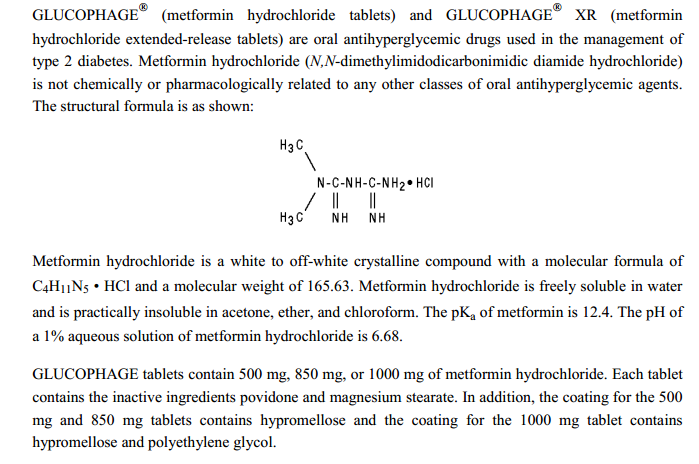 GLUCOPHAGE® (metformin hydrochloride tablets) and GLUCOPHAGE® XR (metformin
hydrochloride extended-release tablets) are oral antihyperglycemic drugs used in the management of
type 2 diabetes. Metformin hydrochloride (N,N-dimethylimidodicarbonimidic diamide hydrochloride)
is not chemically or pharmacologically related to any other classes of oral antihyperglycemic agents.
The structural formula is as shown:
H3C
N-C-NH-C-NH2• HCl
H3C NH NH
Metformin hydrochloride is a white to off-white crystalline compound with a molecular formula of
C4H11N5 • HCl and a molecular weight of 165.63. Metformin hydrochloride is freely soluble in water
and is practically insoluble in acetone, ether, and chloroform. The pKa of metformin is 12.4. The pH of
a 1% aqueous solution of metformin hydrochloride is 6.68.
GLUCOPHAGE tablets contain 500 mg, 850 mg, or 1000 mg of metformin hydrochloride. Each tablet
contains the inactive ingredients povidone and magnesium stearate. In addition, the coating for the 500
mg and 850 mg tablets contains hypromellose and the coating for the 1000 mg tablet contains
hypromellose and polyethylene glycol.